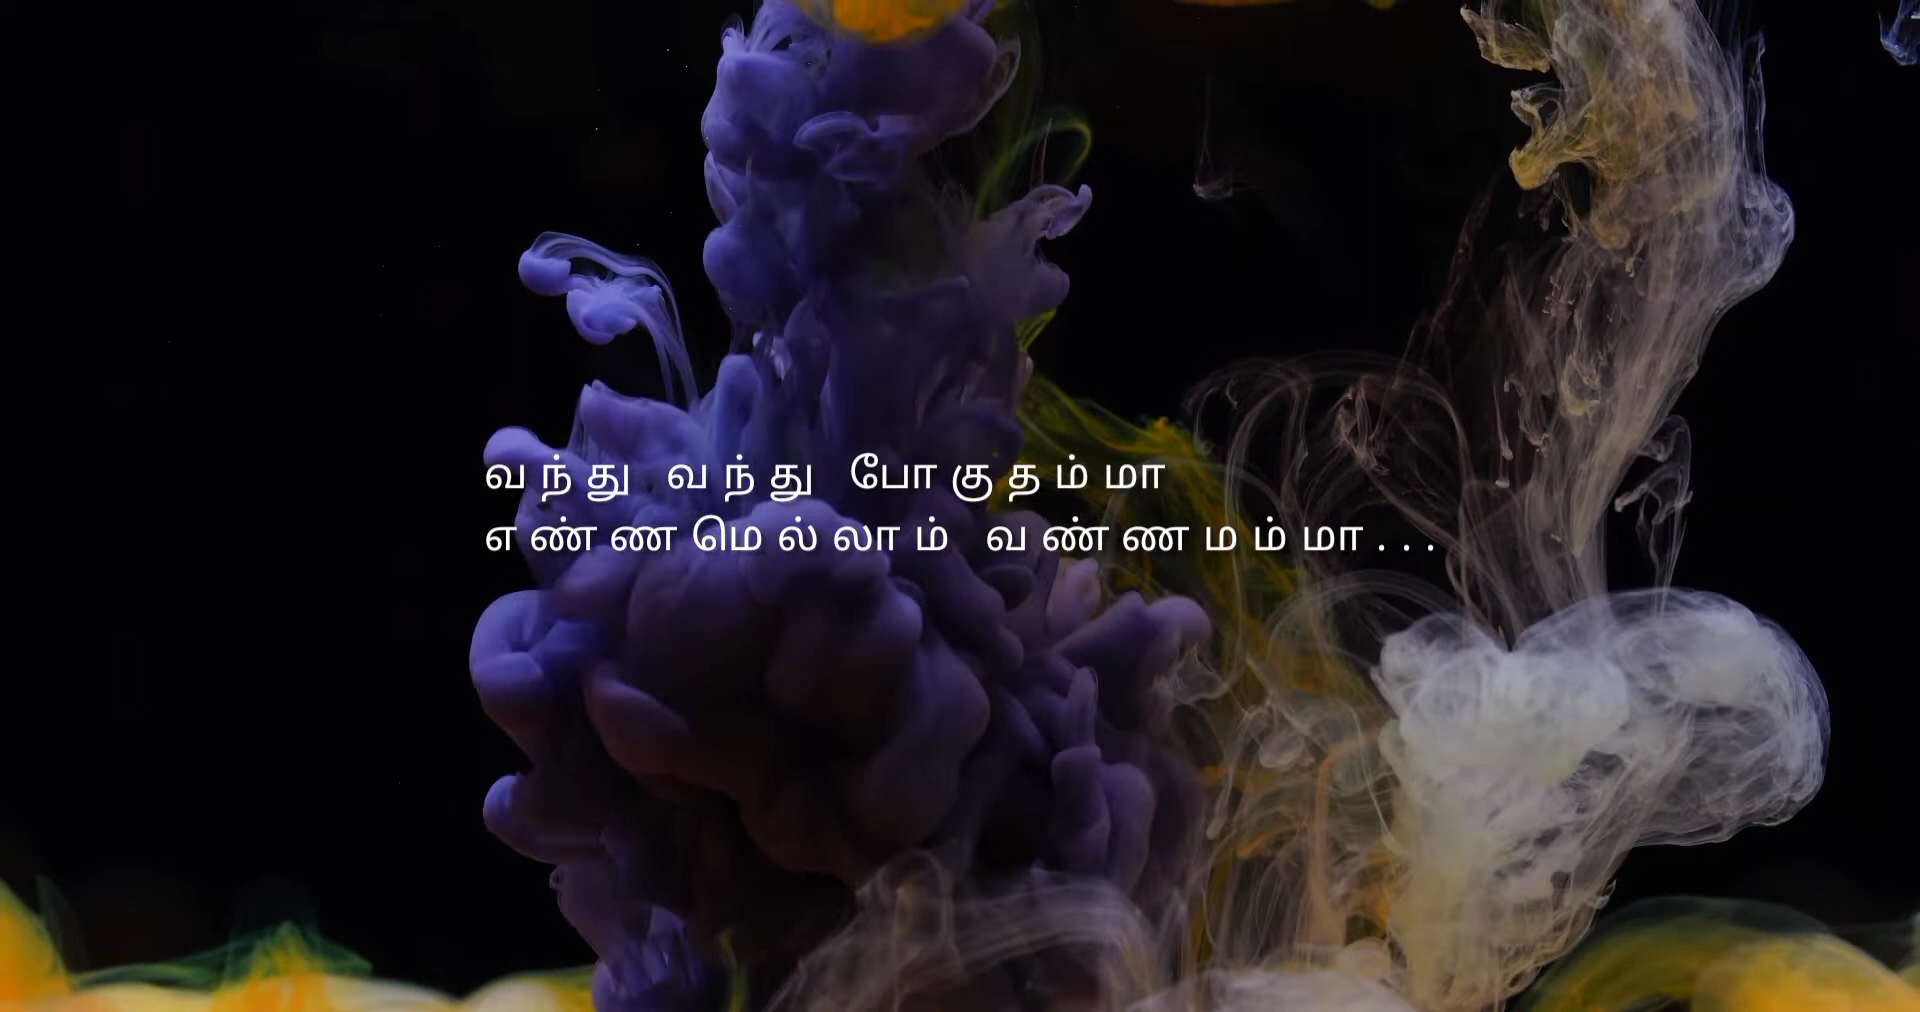 வந்து வந்து போகுதம்மா
எண்ணமெல்லாம் வண்ணமம்மா...